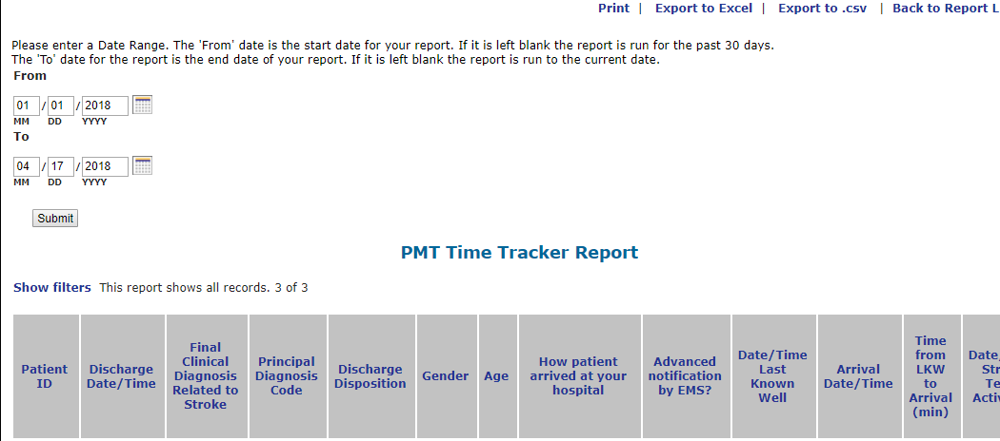 Print | Export to Excel | Export to .csv | Back to Report L
Please enter a Date Range. The 'From' date is the start date for your report. If it is left blank the report is run for the past 30 days.
The 'To' date for the report is the end date of your report. If it is left blank the report is run to the current date.
From
01 / 01 / 2018
MM DD YYYY
To
04 / 17 / 2018
MM DD YYYY
Submit
PMT Time Tracker Report
Show filters This report shows all records. 3 of 3
Patient
ID
Discharge
Date/Time
Final
Clinical
Diagnosis
Related to
Stroke
Principal
Diagnosis
Code
Discharge
Disposition
Gender
Age
How patient
arrived at your
hospital
Advanced
notification
by EMS?
Date/Time
Last
Known
Well
Arrival
Date/Time
Time
from
LKW
to
Arrival
(min)
Date/
Str
Te
Activ